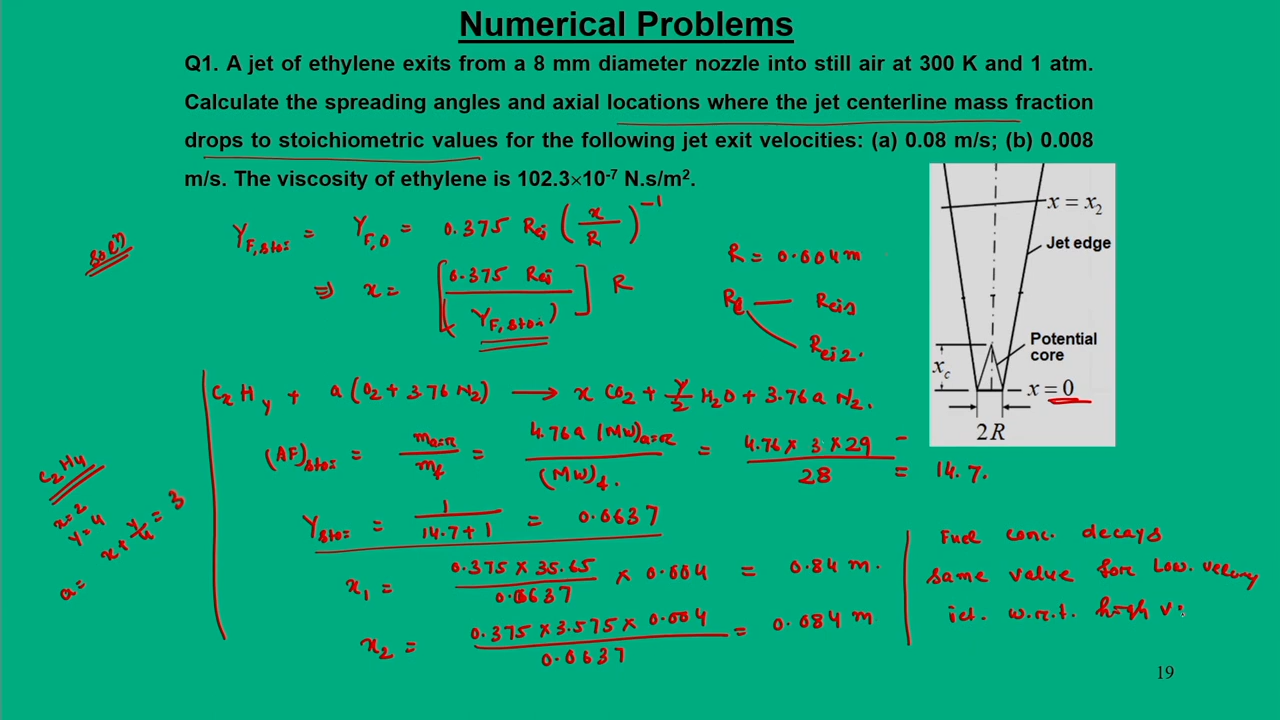 Numerical Problems
Q1. A jet of ethylene exits from a 8 mm diameter nozzle into still air at 300 K and 1 atm.
Calculate the spreading angles and axial locations where the jet centerline mass fraction
drops to stoichiometric values for the following jet exit velocities: (a) 0.08 m/s; (b) 0.008
m/s. The viscosity of ethylene is 102.3×10⁻⁷ N.s/m².
Solⁿ)
Y_F,stoi = Y_F,0 = 0.375 Rej (x/R)⁻¹
⇒ x = [0.375 Rej / (Y_F,stoi)] R
R = 0.004 m
Re — Rej1
Rej2.
x = x₂
Jet edge
Potential
core
x_c
x = 0
2R
CxHy + a(O₂ + 3.76 N₂) → x CO₂ + y/2 H₂O + 3.76a N₂.
(AF)stoi = m_air / m_f = 4.76a (MW)air / (MW)f. = 4.76 × 3 × 29 / 28 = 14.7.
C₂H₄
x=2
y=4
a = x + y/4 = 3
Ystoi = 1 / (14.7 + 1) = 0.0637
x₁ = 0.375 × 35.65 / 0.0637 × 0.004 = 0.84 m.
x₂ = 0.375 × 3.575 × 0.004 / 0.0637 = 0.084 m
Fuel conc. decays
same value for low. velocity
jet. w.r.t. high v
19